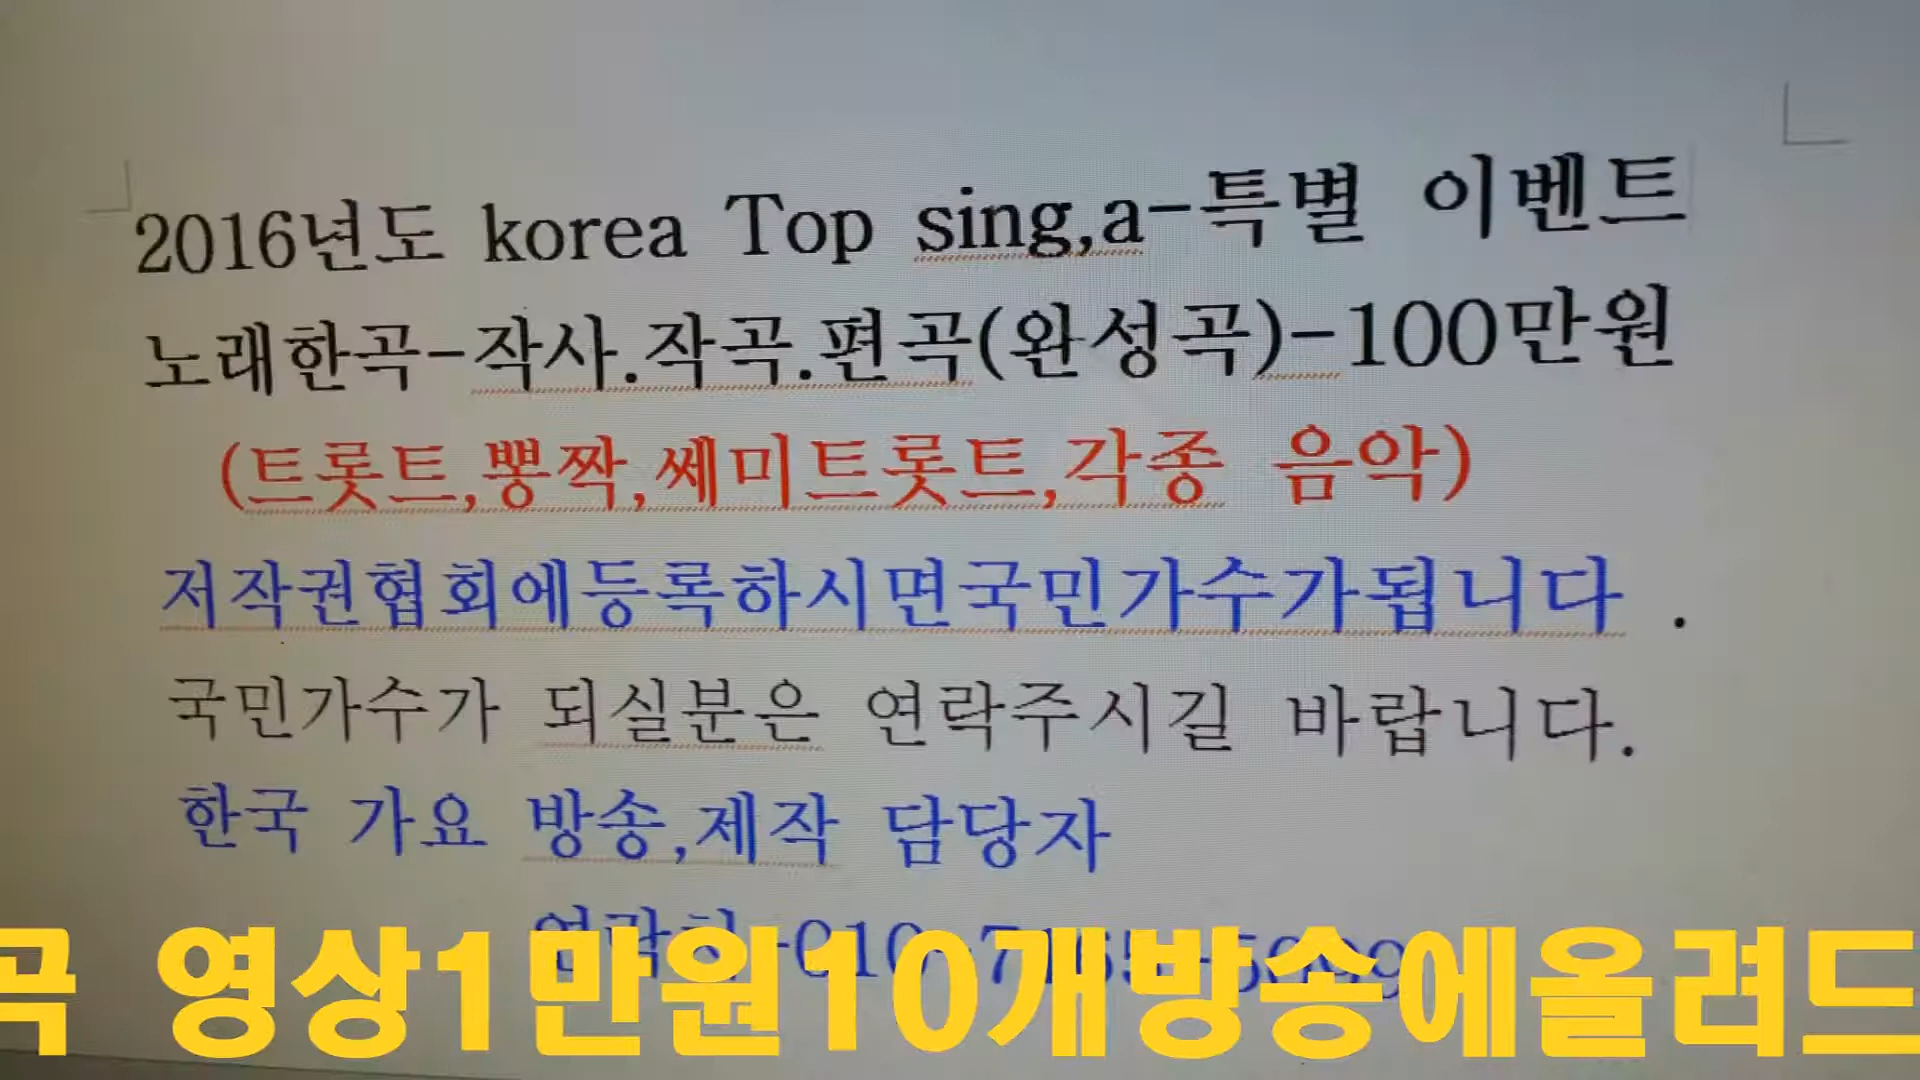 2016년도 korea Top sing,a-특별 이벤트
노래한곡-작사.작곡.편곡(완성곡)-100만원
(트롯트,뽕짝,쎄미트롯트,각종 음악)
저작권협회에등록하시면국민가수가됩니다 .
국민가수가 되실분은 연락주시길 바랍니다.
한국 가요 방송,제작 담당자
곡 영상1만원10개방송에올려드